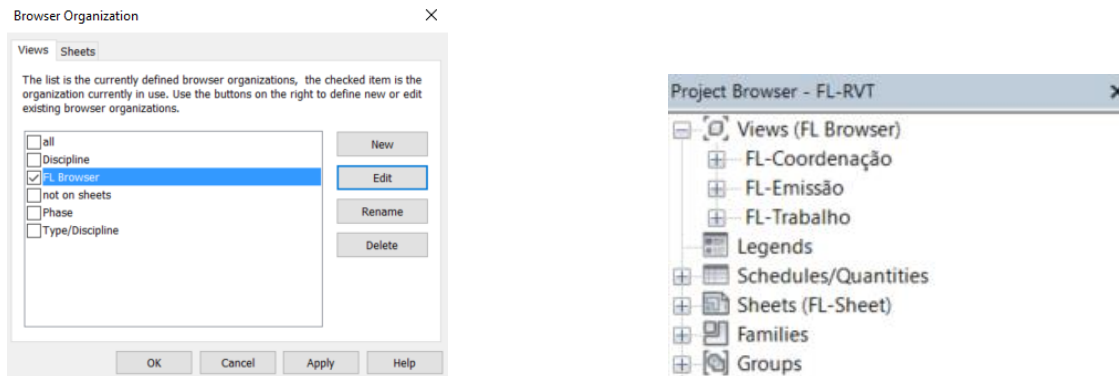 Browser Organization
Views Sheets
The list is the currently defined browser organizations, the checked item is the
organization currently in use. Use the buttons on the right to define new or edit
existing browser organizations.
all
Discipline
FL Browser
not on sheets
Phase
Type/Discipline
New
Edit
Rename
Delete
OK Cancel Apply Help
Project Browser - FL-RVT
Views (FL Browser)
FL-Coordenação
FL-Emissão
FL-Trabalho
Legends
Schedules/Quantities
Sheets (FL-Sheet)
Families
Groups